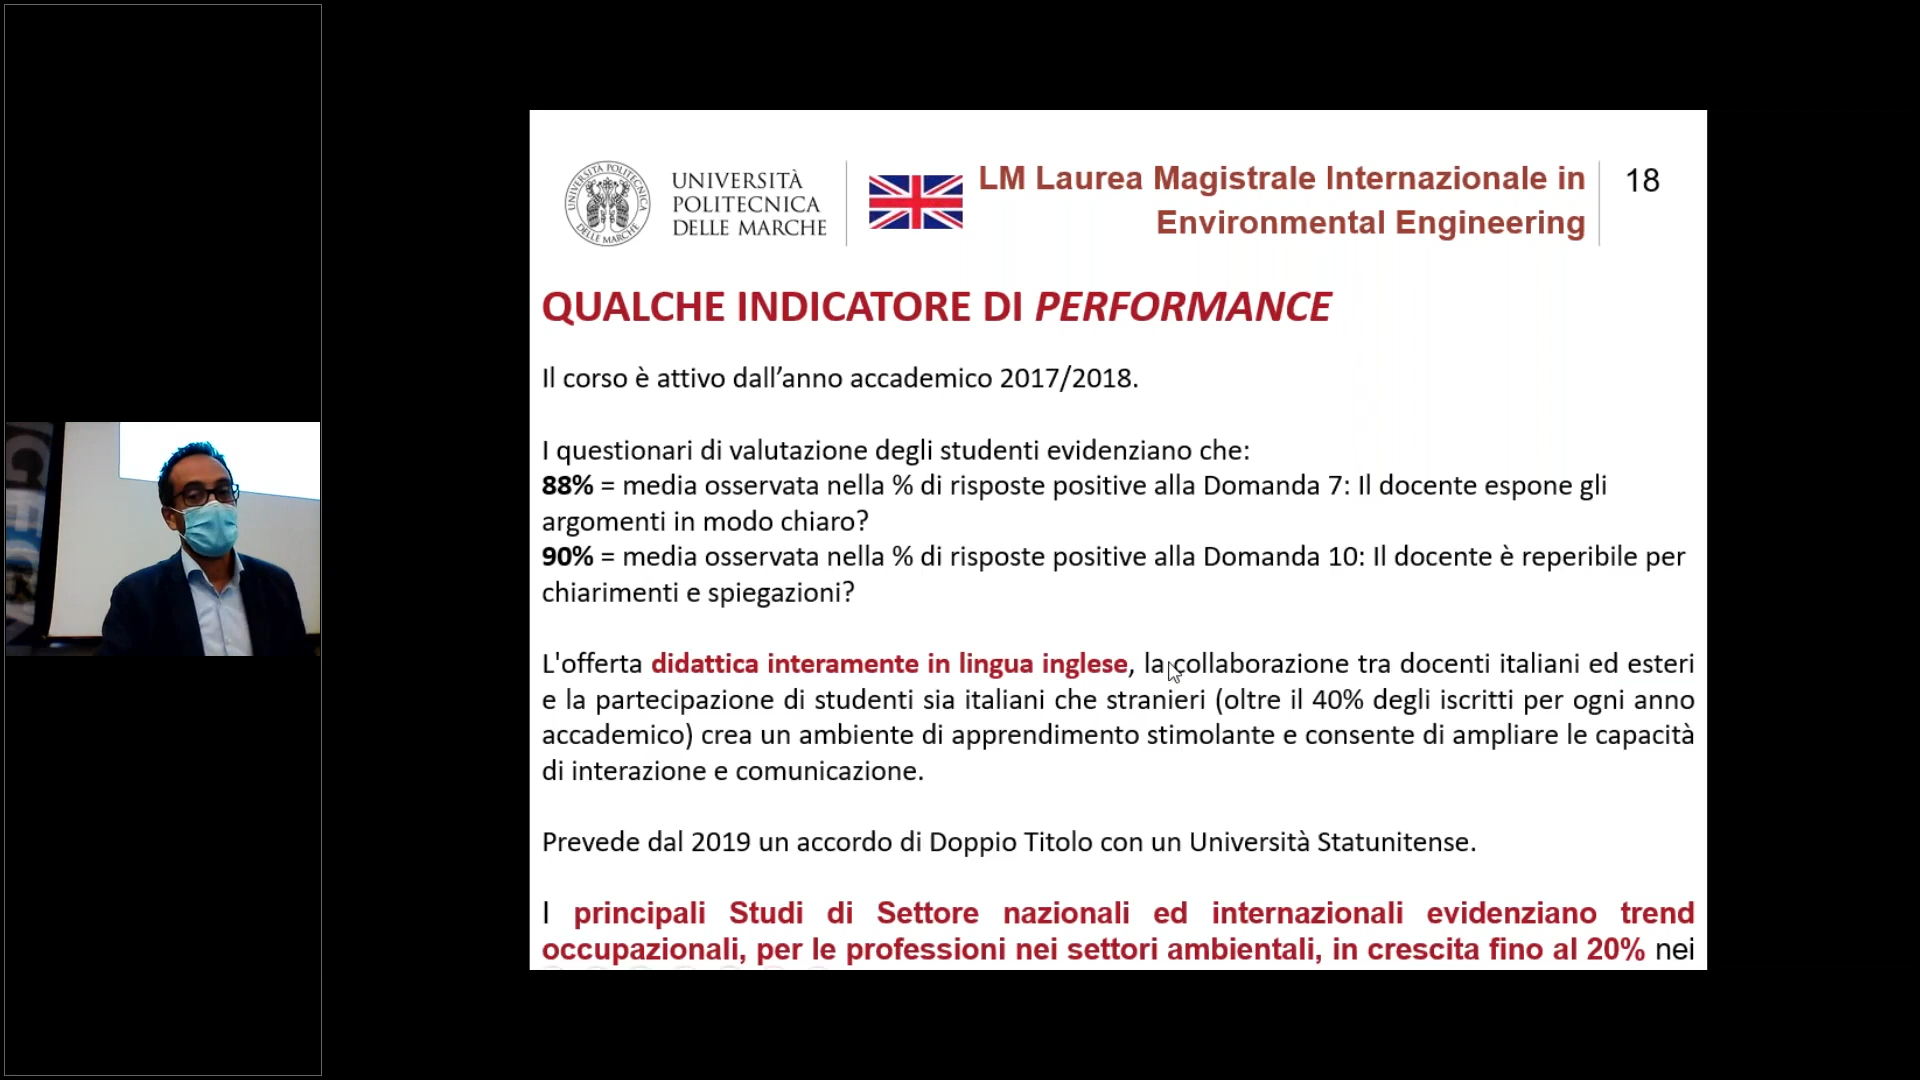 UNIVERSITÀ POLITECNICA
DELLE MARCHE
UNIVERSITÀ
POLITECNICA
DELLE MARCHE
LM Laurea Magistrale Internazionale in
Environmental Engineering
18
QUALCHE INDICATORE DI PERFORMANCE
Il corso è attivo dall’anno accademico 2017/2018.
I questionari di valutazione degli studenti evidenziano che:
88% = media osservata nella % di risposte positive alla Domanda 7: Il docente espone gli
argomenti in modo chiaro?
90% = media osservata nella % di risposte positive alla Domanda 10: Il docente è reperibile per
chiarimenti e spiegazioni?
L'offerta didattica interamente in lingua inglese, la collaborazione tra docenti italiani ed esteri
e la partecipazione di studenti sia italiani che stranieri (oltre il 40% degli iscritti per ogni anno
accademico) crea un ambiente di apprendimento stimolante e consente di ampliare le capacità
di interazione e comunicazione.
Prevede dal 2019 un accordo di Doppio Titolo con un Università Statunitense.
I principali Studi di Settore nazionali ed internazionali evidenziano trend
occupazionali, per le professioni nei settori ambientali, in crescita fino al 20% nei